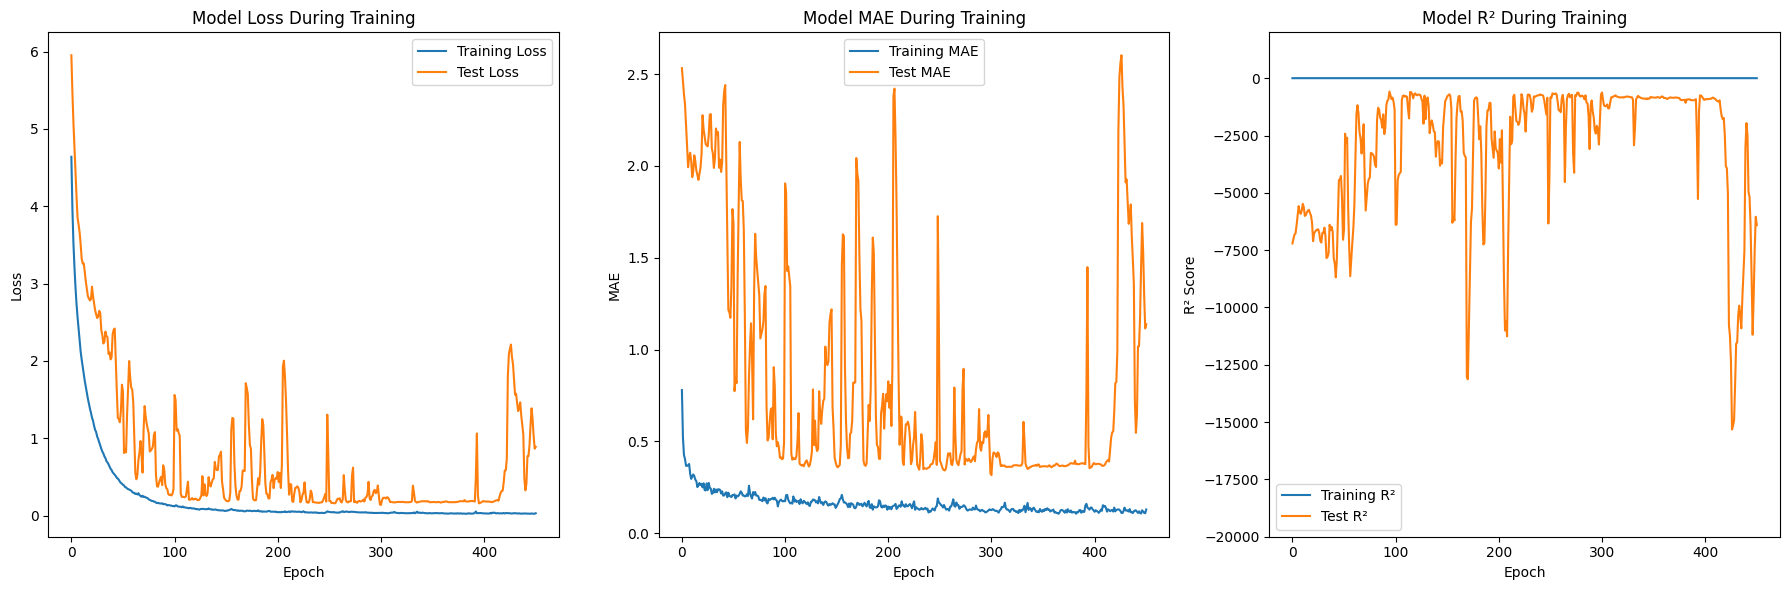 Model Loss During Training
6
5
4
3
2
1
0
Loss
Training Loss
Test Loss
0 100 200 300 400
Epoch
Model MAE During Training
2.5
2.0
1.5
1.0
0.5
0.0
MAE
Training MAE
Test MAE
0 100 200 300 400
Epoch
Model R² During Training
0
−2500
−5000
−7500
−10000
−12500
−15000
−17500
−20000
R² Score
Training R²
Test R²
0 100 200 300 400
Epoch